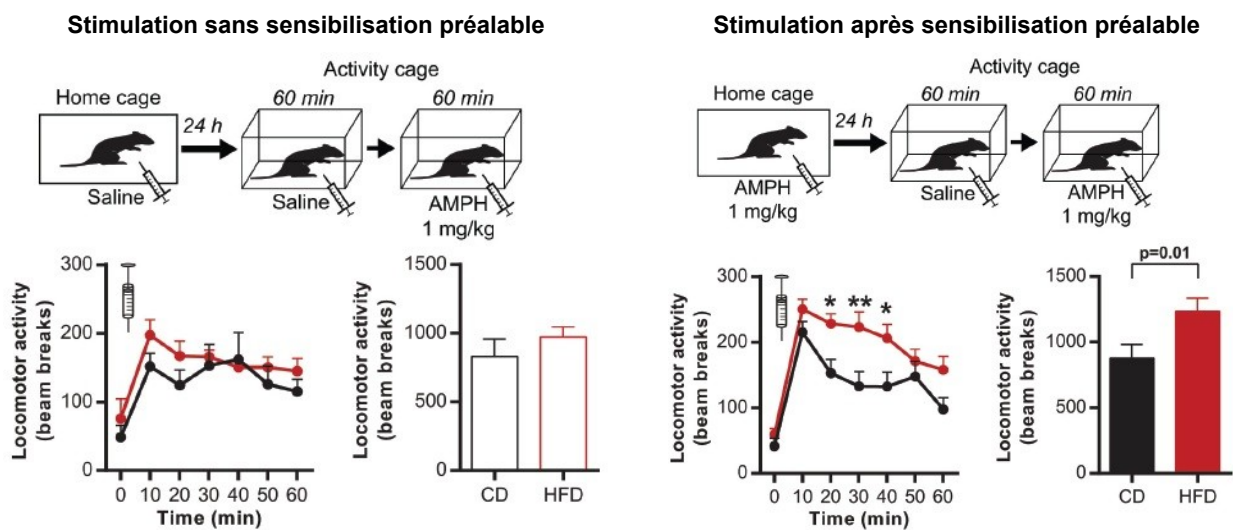 Stimulation sans sensibilisation préalable
Activity cage
Home cage
60 min
60 min
24 h
Saline
Saline
AMPH
1 mg/kg
300
200
100
0
Locomotor activity
(beam breaks)
0 10 20 30 40 50 60
Time (min)
1500
1000
500
0
Locomotor activity
(beam breaks)
CD HFD
Stimulation après sensibilisation préalable
Activity cage
Home cage
60 min
60 min
24 h
AMPH
1 mg/kg
Saline
AMPH
1 mg/kg
300
200
100
0
Locomotor activity
(beam breaks)
* ** *
0 10 20 30 40 50 60
Time (min)
p=0.01
1500
1000
500
0
Locomotor activity
(beam breaks)
CD HFD